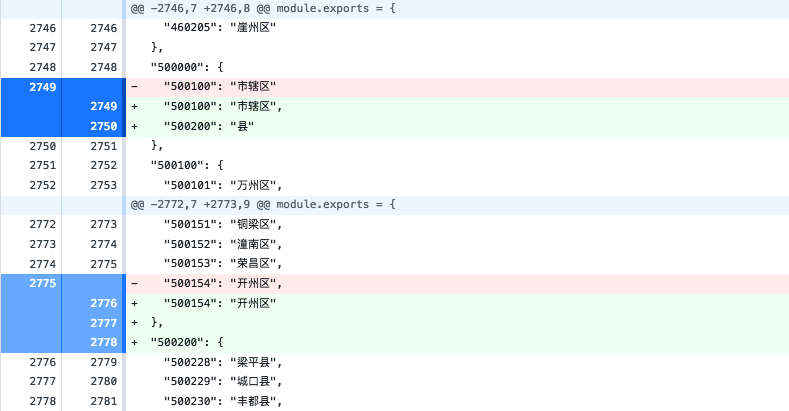 @@ -2746,7 +2746,8 @@ module.exports = {
2746 2746 "460205": "崖州区"
2747 2747 },
2748 2748 "500000": {
2749 - "500100": "市辖区"
2749 + "500100": "市辖区",
2750 + "500200": "县"
2750 2751 },
2751 2752 "500100": {
2752 2753 "500101": "万州区",
@@ -2772,7 +2773,9 @@ module.exports = {
2772 2773 "500151": "铜梁区",
2773 2774 "500152": "潼南区",
2774 2775 "500153": "荣昌区",
2775 - "500154": "开州区",
2776 + "500154": "开州区"
2777 + },
2778 + "500200": {
2776 2779 "500228": "梁平县",
2777 2780 "500229": "城口县",
2778 2781 "500230": "丰都县",